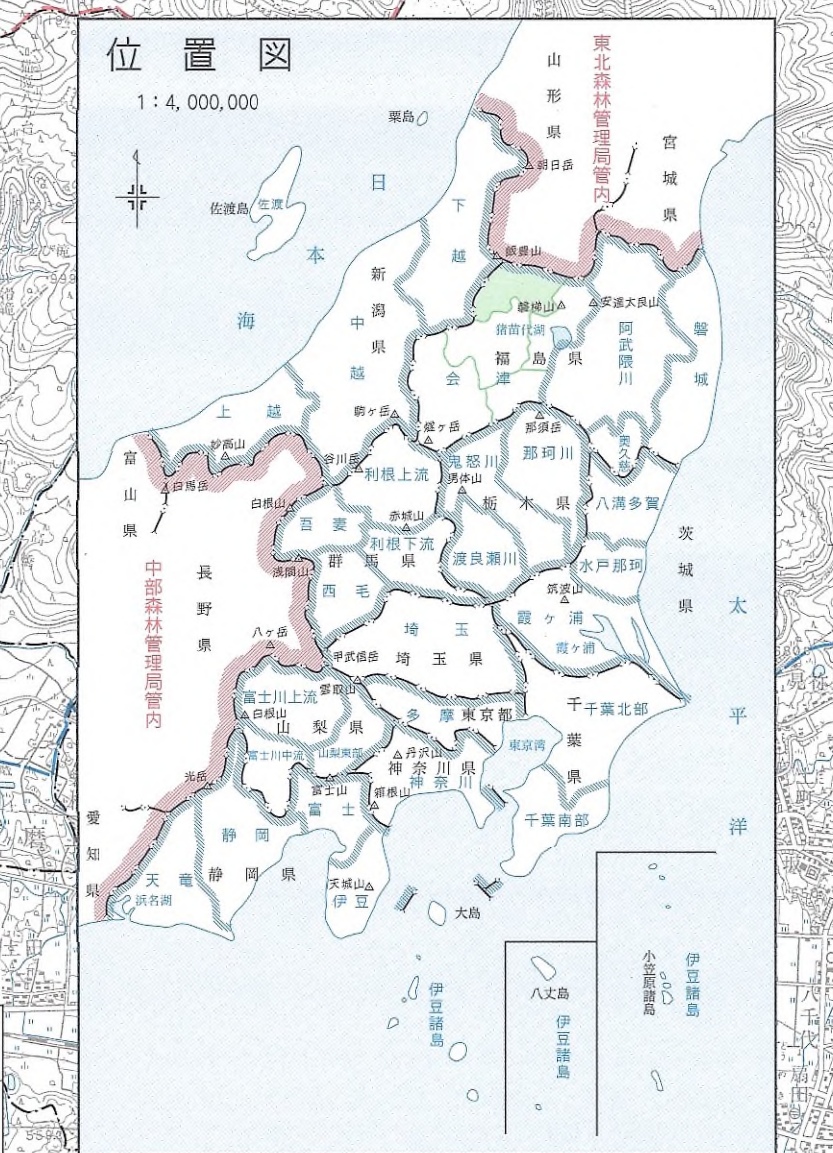 位置図
1:4,000,000
東北森林管理局管内
山形県
宮城県
粟島
朝日岳
日本海
佐渡島
佐渡
下越
飯豊山
新潟県
中越
磐梯山
安達太良山
猪苗代湖
阿武隈川
磐城
福島県
会津
上越
駒ヶ岳
燧ヶ岳
那須岳
奥久慈
妙高山
谷川岳
利根上流
鬼怒川
那珂川
富山県
白馬岳
男体山
白根山
栃木県
八溝多賀
吾妻
赤城山
茨城県
利根下流
群馬県
渡良瀬川
水戸那珂
中部森林管理局管内
長野県
浅間山
西毛
筑波山
太平洋
霞ヶ浦
霞ヶ浦
埼玉
埼玉県
八ヶ岳
甲武信岳
雲取山
富士川上流
白根山
山梨県
多摩
東京都
千葉県
千葉北部
富士川中流
山梨東部
丹沢山
東京湾
神奈川県
神奈川
光岳
富士山
箱根山
富士
愛知県
静岡
千葉南部
天竜
静岡県
浜名湖
天城山
伊豆
大島
伊豆諸島
八丈島
伊豆諸島
小笠原諸島
伊豆諸島
八千代